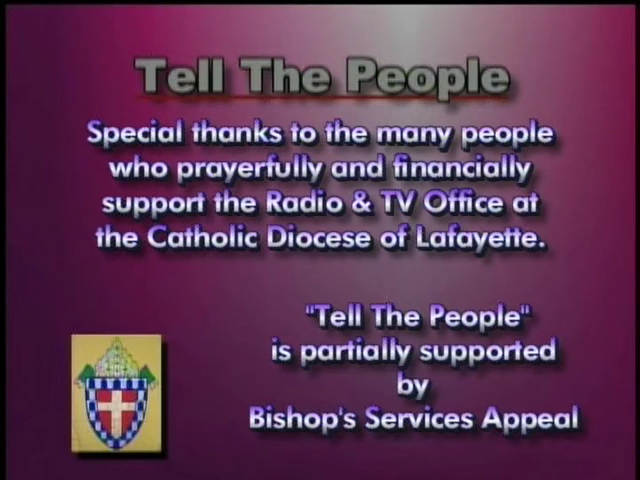 Tell The People
Special thanks to the many people
who prayerfully and financially
support the Radio & TV Office at
the Catholic Diocese of Lafayette.
"Tell The People"
is partially supported
by
Bishop's Services Appeal